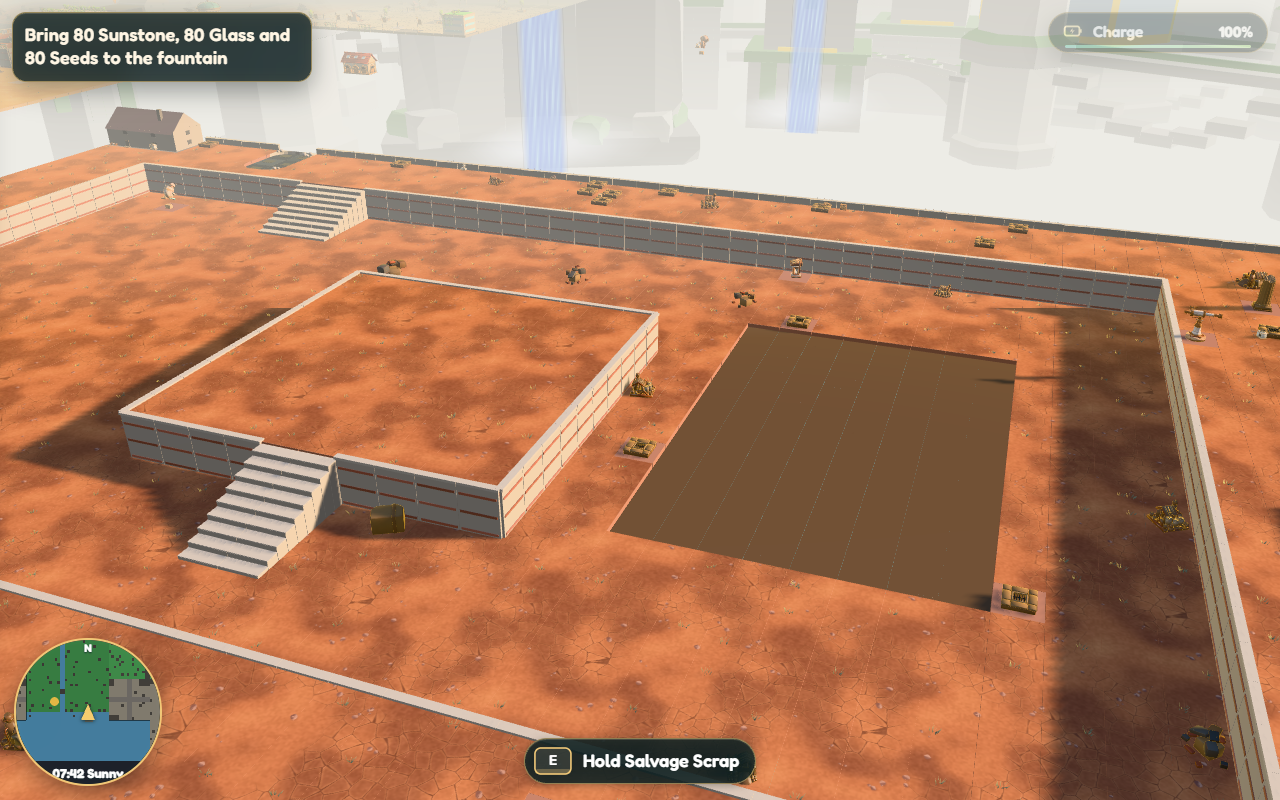 Bring 80 Sunstone, 80 Glass and
80 Seeds to the fountain
Charge 100%
N
07:42 Sunny
E Hold Salvage Scrap